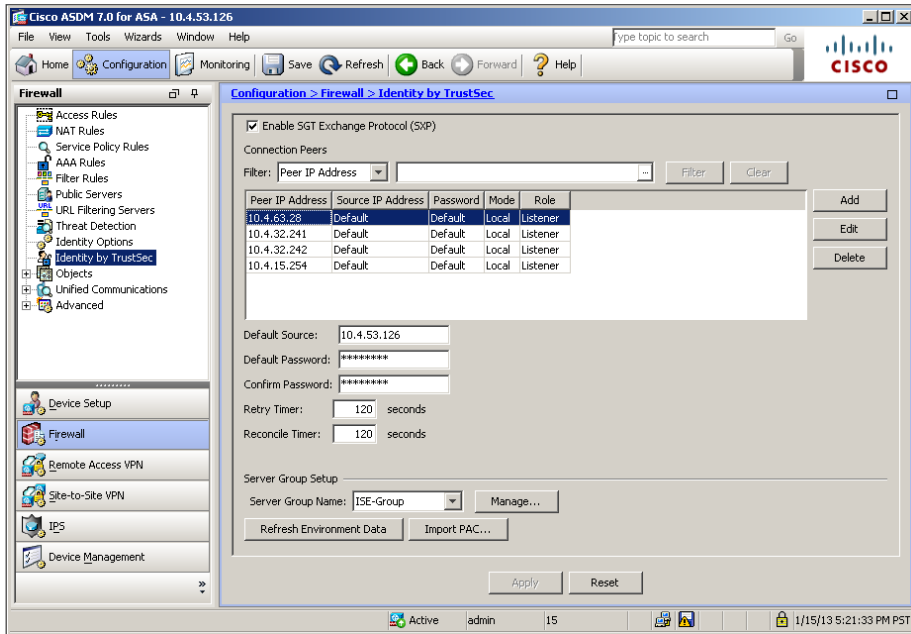 Cisco ASDM 7.0 for ASA - 10.4.53.126
File View Tools Wizards Window Help
Type topic to search Go
Home Configuration Monitoring Save Refresh Back Forward Help
CISCO
Firewall
Access Rules
NAT Rules
Service Policy Rules
AAA Rules
Filter Rules
Public Servers
URL Filtering Servers
Threat Detection
Identity Options
Identity by TrustSec
Objects
Unified Communications
Advanced
Device Setup
Firewall
Remote Access VPN
Site-to-Site VPN
IPS
Device Management
»
Configuration > Firewall > Identity by TrustSec
Enable SGT Exchange Protocol (SXP)
Connection Peers
Filter: Peer IP Address ... Filter Clear
Peer IP Address Source IP Address Password Mode Role
10.4.63.28 Default Default Local Listener
10.4.32.241 Default Default Local Listener
10.4.32.242 Default Default Local Listener
10.4.15.254 Default Default Local Listener
Add
Edit
Delete
Default Source: 10.4.53.126
Default Password: ********
Confirm Password: ********
Retry Timer: 120 seconds
Reconcile Timer: 120 seconds
Server Group Setup
Server Group Name: ISE-Group Manage...
Refresh Environment Data Import PAC...
Apply Reset
Active admin 15 1/15/13 5:21:33 PM PST